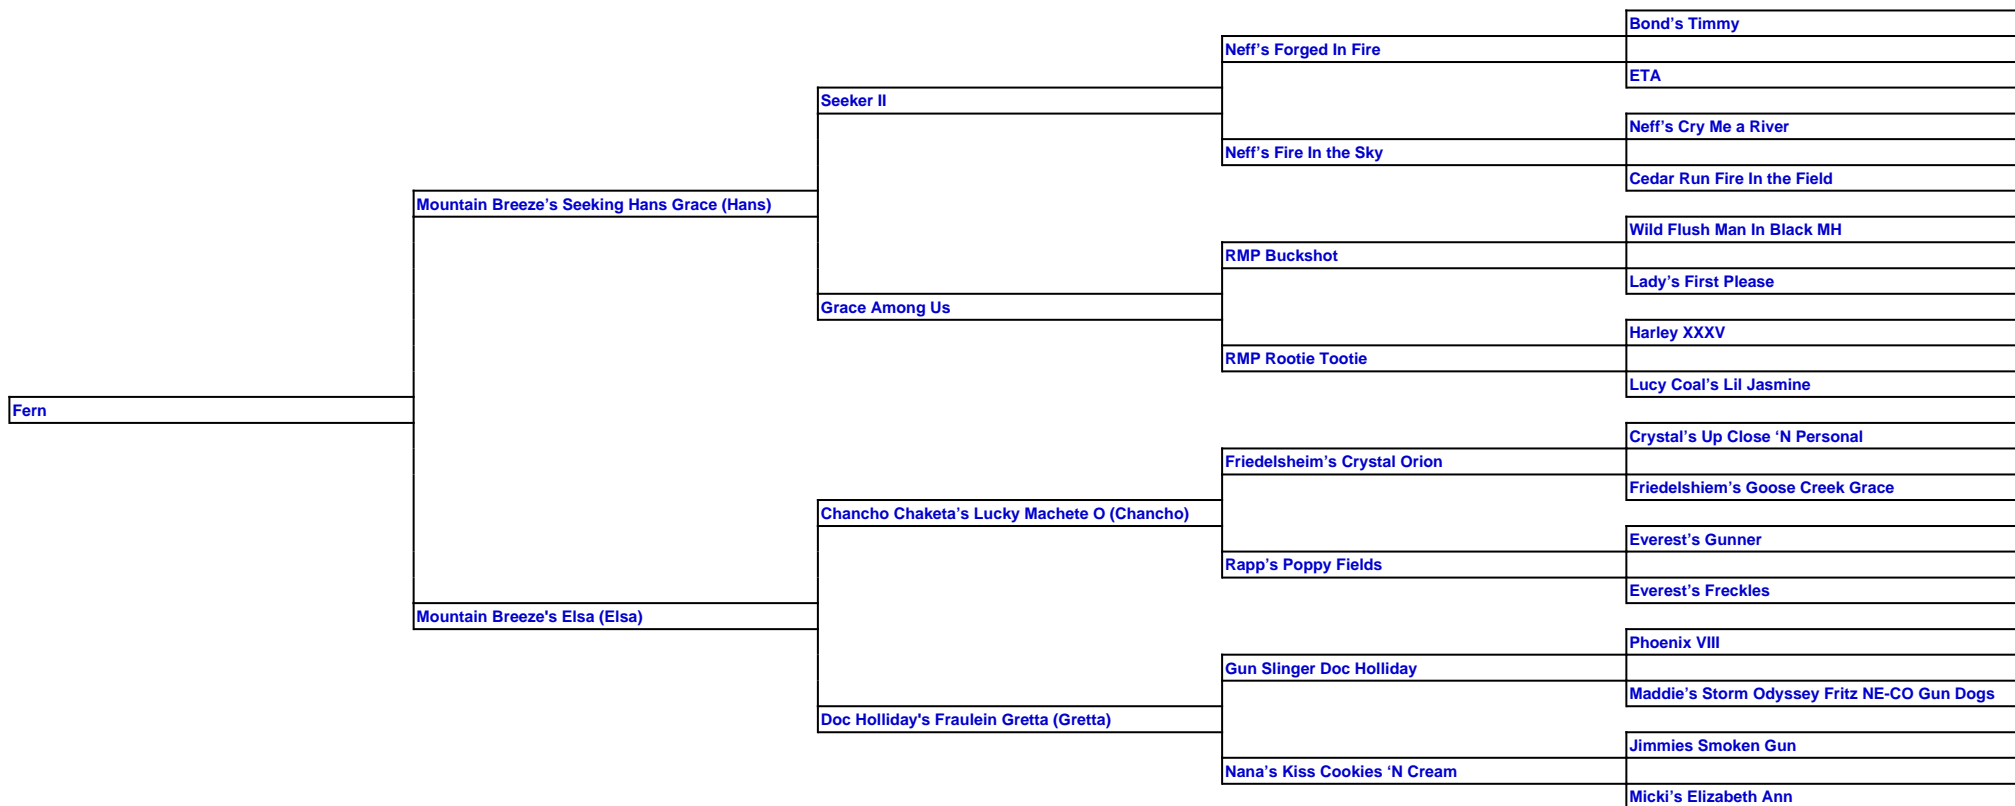 Bond’s Timmy
Neff’s Forged In Fire
ETA
Seeker II
Neff’s Cry Me a River
Neff’s Fire In the Sky
Cedar Run Fire In the Field
Mountain Breeze’s Seeking Hans Grace (Hans)
Wild Flush Man In Black MH
RMP Buckshot
Lady’s First Please
Grace Among Us
Harley XXXV
RMP Rootie Tootie
Lucy Coal’s Lil Jasmine
Fern
Crystal’s Up Close ‘N Personal
Friedelsheim’s Crystal Orion
Friedelshiem’s Goose Creek Grace
Chancho Chaketa’s Lucky Machete O (Chancho)
Everest’s Gunner
Rapp’s Poppy Fields
Everest’s Freckles
Mountain Breeze's Elsa (Elsa)
Phoenix VIII
Gun Slinger Doc Holliday
Maddie’s Storm Odyssey Fritz NE-CO Gun Dogs
Doc Holliday's Fraulein Gretta (Gretta)
Jimmies Smoken Gun
Nana’s Kiss Cookies ‘N Cream
Micki’s Elizabeth Ann